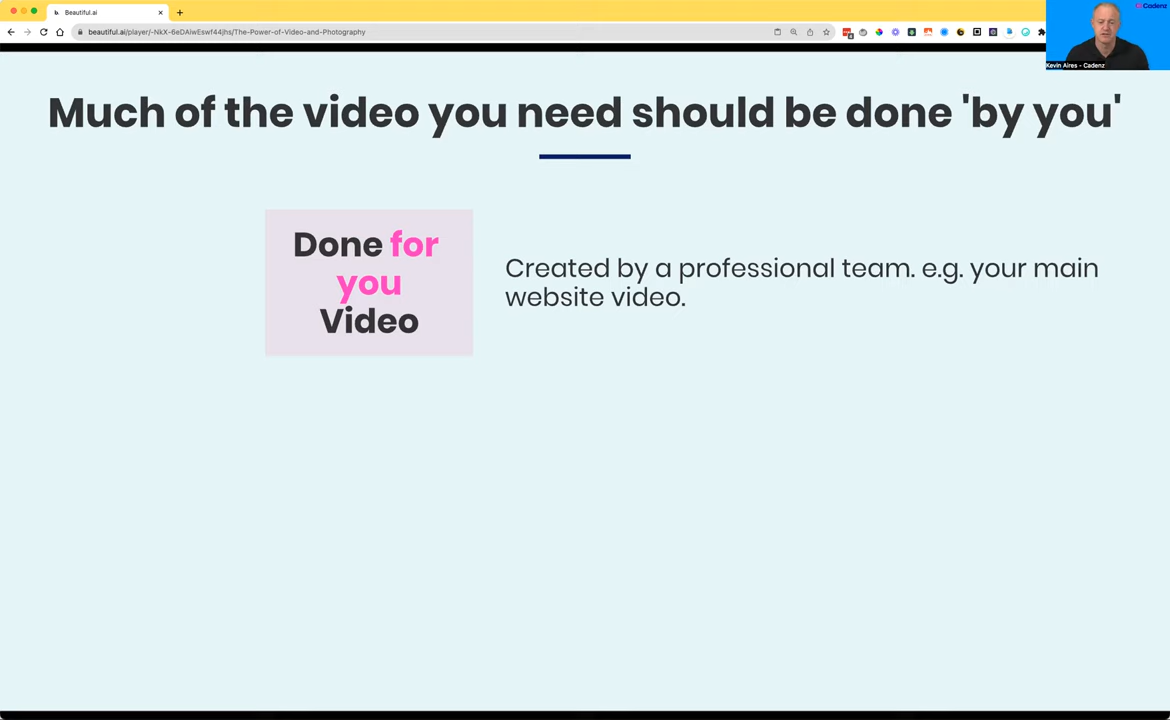 Beautiful.ai
beautiful.ai/player/-NkX-6eDAiwEswf44jhs/The-Power-of-Video-and-Photography
Cadenz
Kevin Aires - Cadenz
Much of the video you need should be done 'by you'
Done for
you
Video
Created by a professional team. e.g. your main
website video.